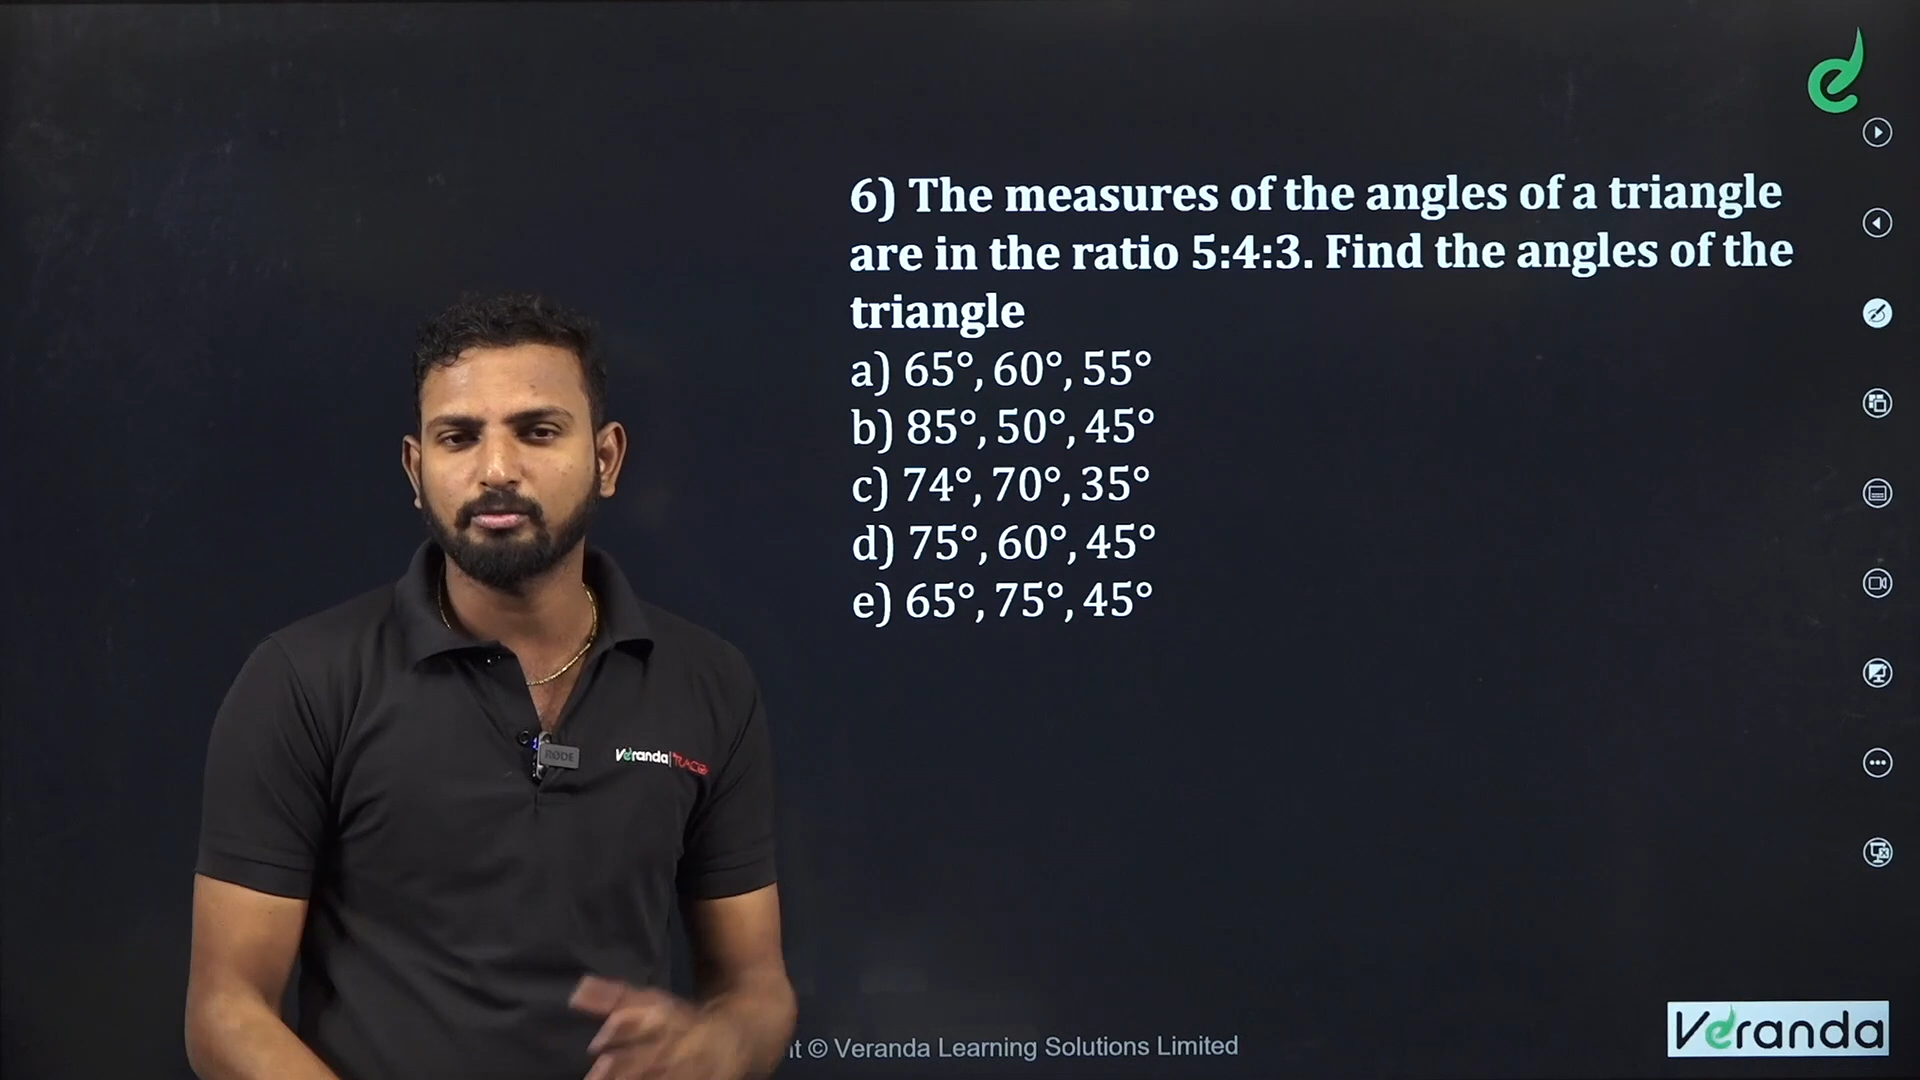 6) The measures of the angles of a triangle
are in the ratio 5:4:3. Find the angles of the
triangle
a) 65°, 60°, 55°
b) 85°, 50°, 45°
c) 74°, 70°, 35°
d) 75°, 60°, 45°
e) 65°, 75°, 45°
RØDE
Veranda|RACE
© Veranda Learning Solutions Limited
Veranda